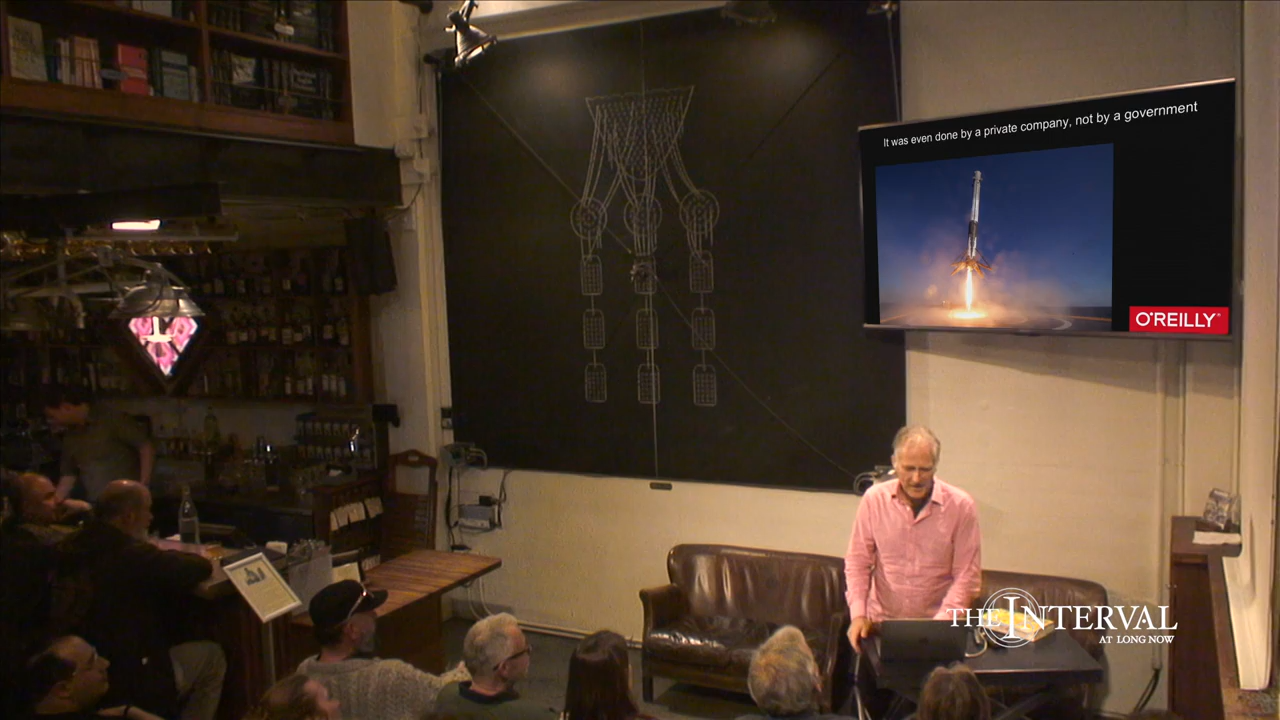 It was even done by a private company, not by a government
O'REILLY®
THE INTERVAL
AT LONG NOW